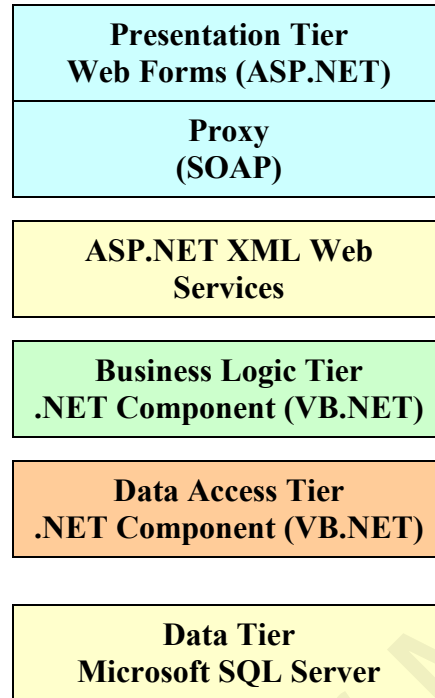 Presentation Tier
Web Forms (ASP.NET)
Proxy
(SOAP)
ASP.NET XML Web
Services
Business Logic Tier
.NET Component (VB.NET)
Data Access Tier
.NET Component (VB.NET)
Data Tier
Microsoft SQL Server